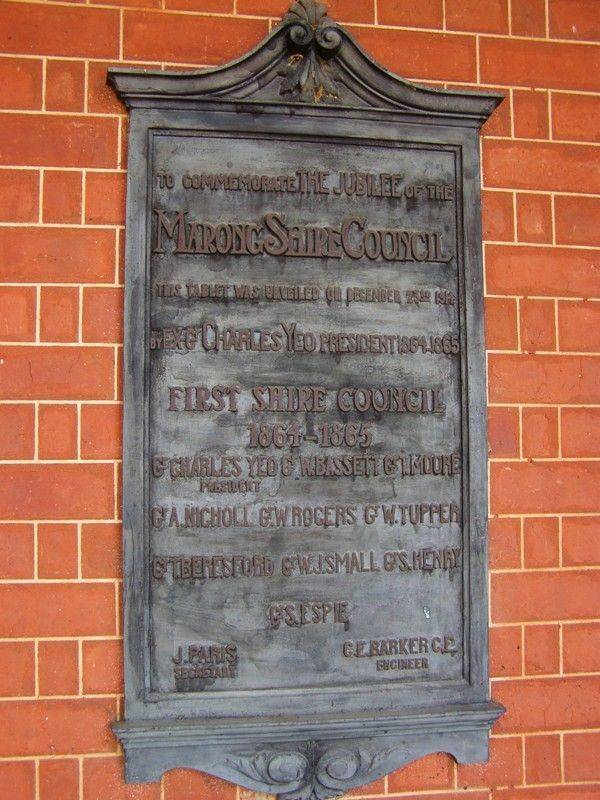 TO COMMEMORATE THE JUBILEE OF THE
MARONG SHIRE COUNCIL
THIS TABLET WAS UNVEILED ON DECEMBER 23RD 1914
BY EX CR CHARLES YEO PRESIDENT 1864.1865
FIRST SHIRE COUNCIL
1864-1865
CR CHARLES YEO CR W.BASSETT CR T.MOORE
PRESIDENT
CR A.NICHOLL CR W ROGERS CR W.TUPPER
CR T.BERESFORD CR W.J.SMALL CR S.HENRY
CR S.ESPIE
J.PARIS
SECRETARY
C.E.BARKER C.E.
ENGINEER